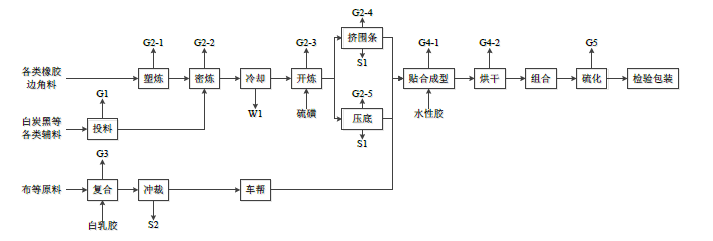 G2-4
G2-1
G2-2
G2-3
挤围条
G4-1
G4-2
G5
S1
各类橡胶
边角料
塑炼
密炼
冷却
开炼
贴合成型
烘干
组合
硫化
检验包装
G1
G2-5
W1
硫磺
水性胶
白炭黑等
各类辅料
投料
压底
S1
G3
布等原料
复合
冲裁
车帮
白乳胶
S2